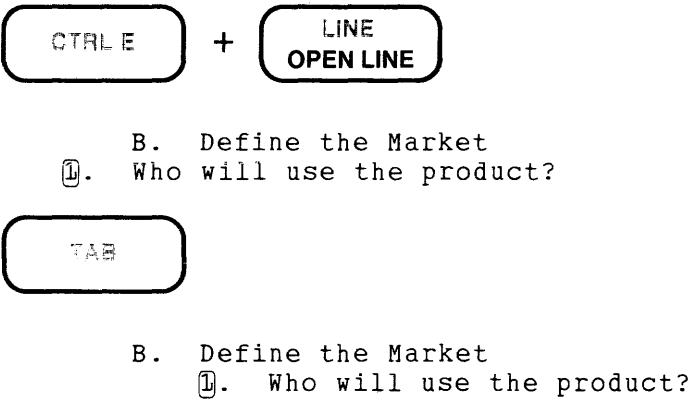 CTRL E + LINE
OPEN LINE
B. Define the Market
1. Who will use the product?
TAB
B. Define the Market
1. Who will use the product?